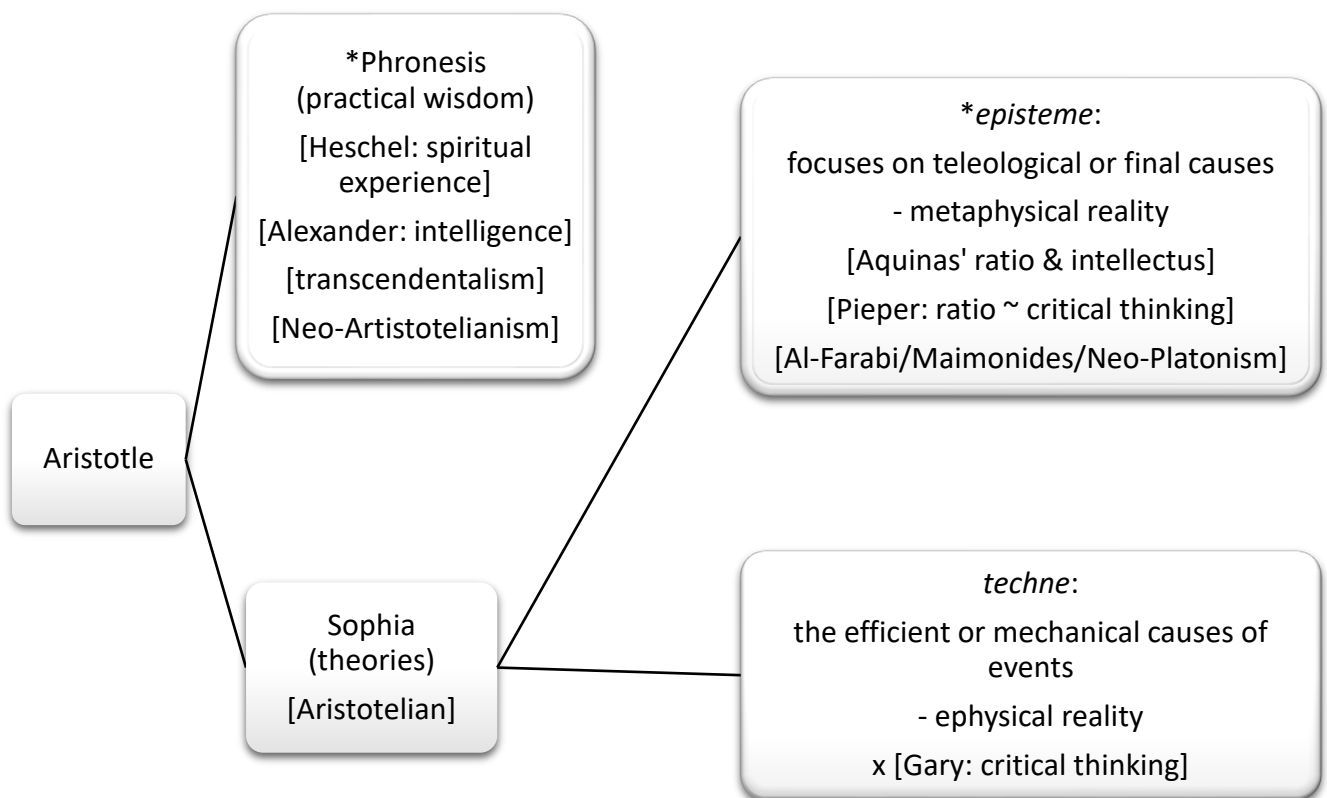 *Phronesis
(practical wisdom)
[Heschel: spiritual
experience]
[Alexander: intelligence]
[transcendentalism]
[Neo-Artistotelianism]
Aristotle
Sophia
(theories)
[Aristotelian]
*episteme:
focuses on teleological or final causes
- metaphysical reality
[Aquinas' ratio & intellectus]
[Pieper: ratio ~ critical thinking]
[Al-Farabi/Maimonides/Neo-Platonism]
techne:
the efficient or mechanical causes of
events
- ephysical reality
x [Gary: critical thinking]